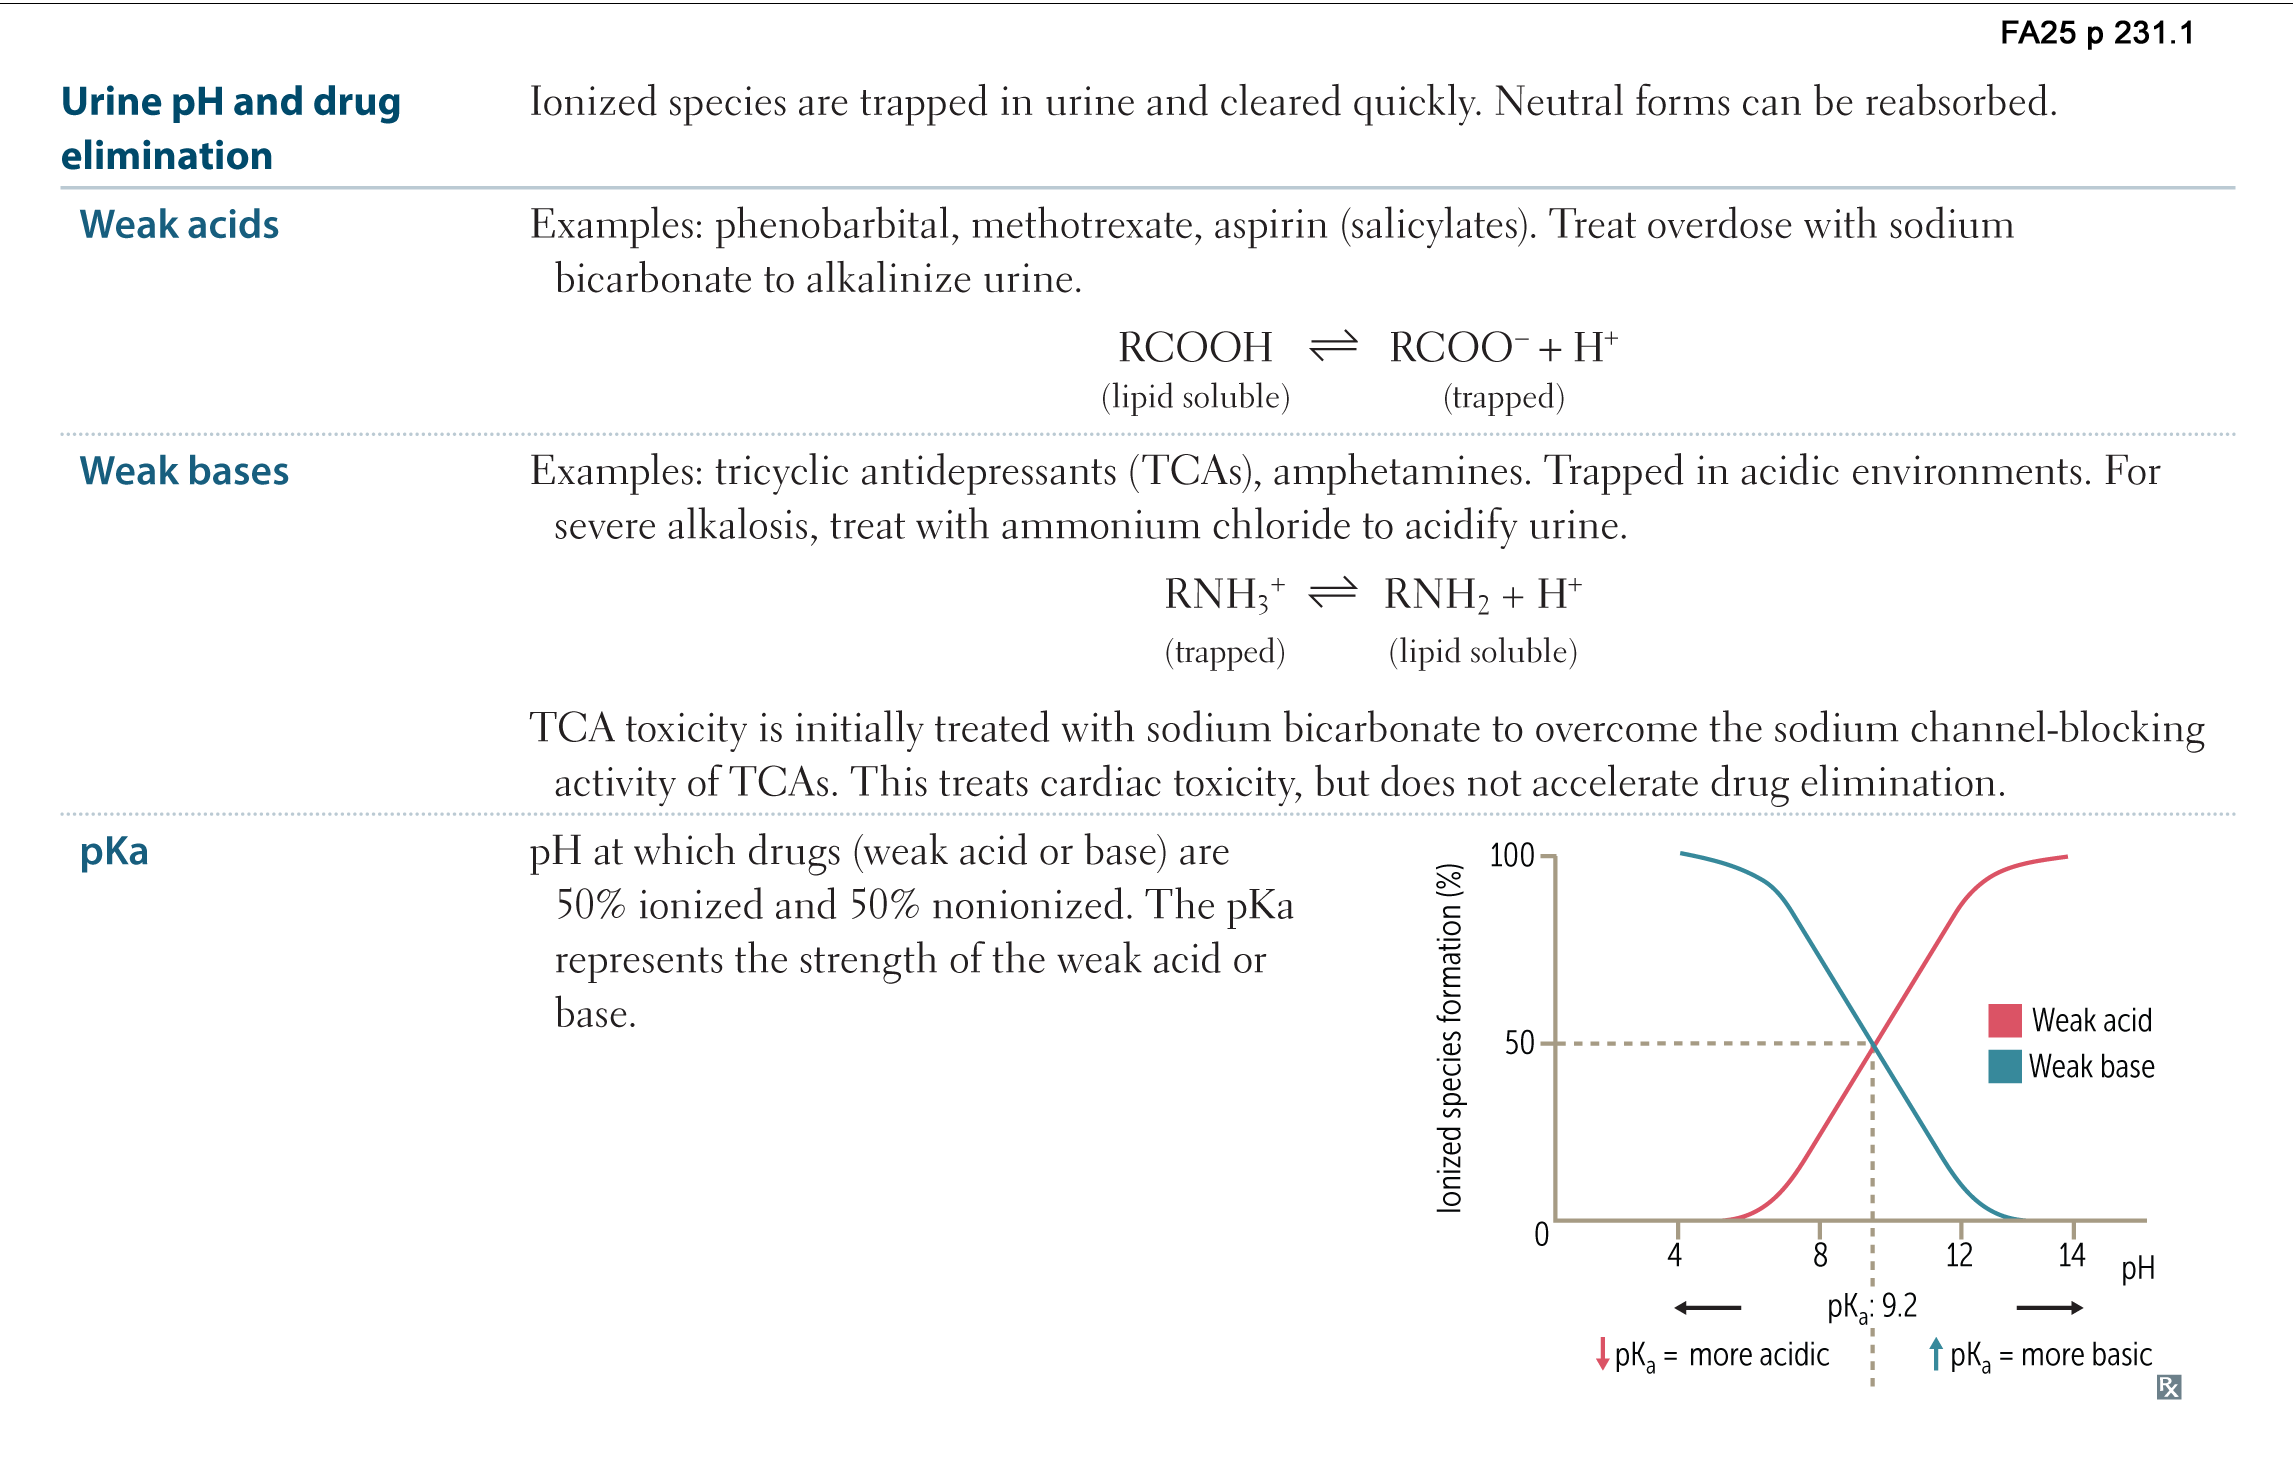 FA25 p 231.1
Urine pH and drug
elimination
Ionized species are trapped in urine and cleared quickly. Neutral forms can be reabsorbed.
Weak acids
Examples: phenobarbital, methotrexate, aspirin (salicylates). Treat overdose with sodium
bicarbonate to alkalinize urine.
RCOOH ⇌ RCOO⁻ + H⁺
(lipid soluble) (trapped)
Weak bases
Examples: tricyclic antidepressants (TCAs), amphetamines. Trapped in acidic environments. For
severe alkalosis, treat with ammonium chloride to acidify urine.
RNH₃⁺ ⇌ RNH₂ + H⁺
(trapped) (lipid soluble)
TCA toxicity is initially treated with sodium bicarbonate to overcome the sodium channel-blocking
activity of TCAs. This treats cardiac toxicity, but does not accelerate drug elimination.
pKa
pH at which drugs (weak acid or base) are
50% ionized and 50% nonionized. The pKa
represents the strength of the weak acid or
base.
Ionized species formation (%)
100
50
0
Weak acid
Weak base
4 8 12 14 pH
← pKₐ: 9.2 →
↓ pKₐ = more acidic ↑ pKₐ = more basic
Rx